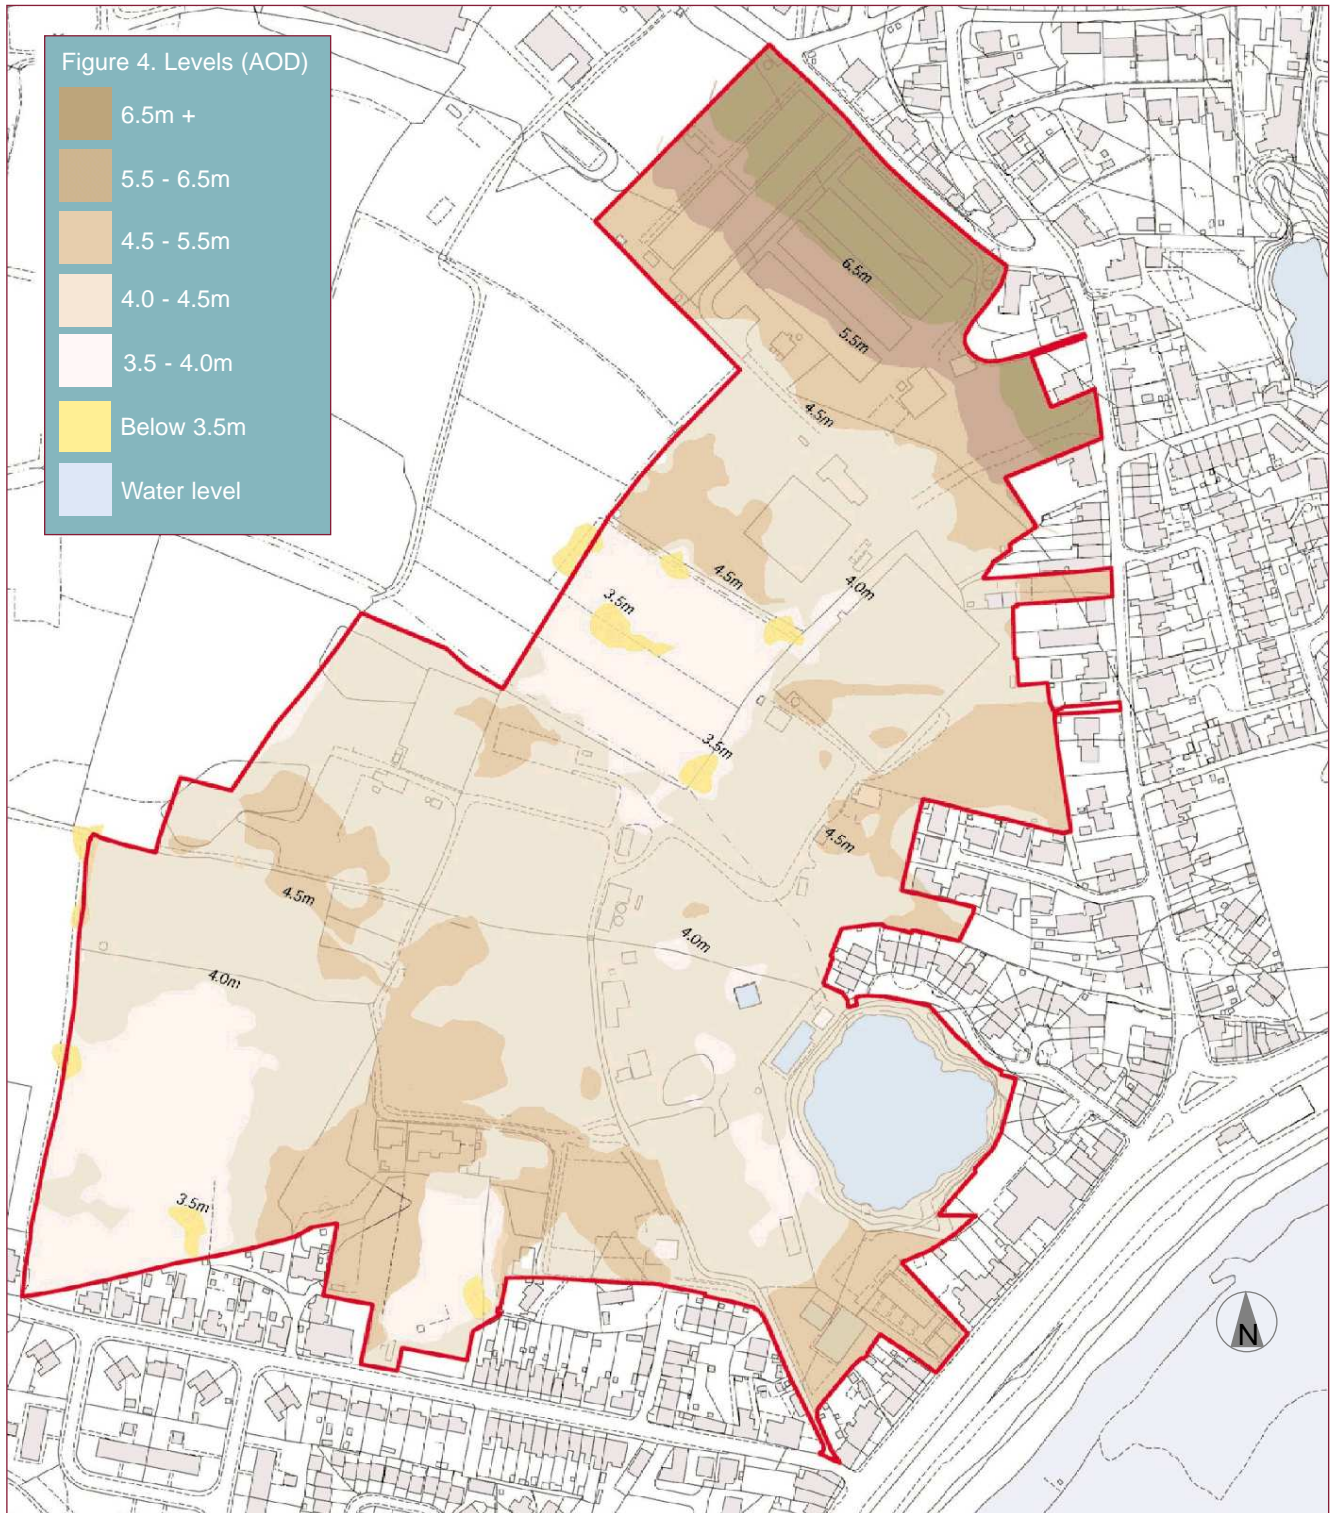 Figure 4. Levels (AOD)
6.5m +
5.5 - 6.5m
4.5 - 5.5m
4.0 - 4.5m
3.5 - 4.0m
Below 3.5m
Water level
6.5m
5.5m
4.5m
4.5m
4.0m
3.5m
3.5m
4.5m
4.5m
4.0m
4.0m
3.5m
N